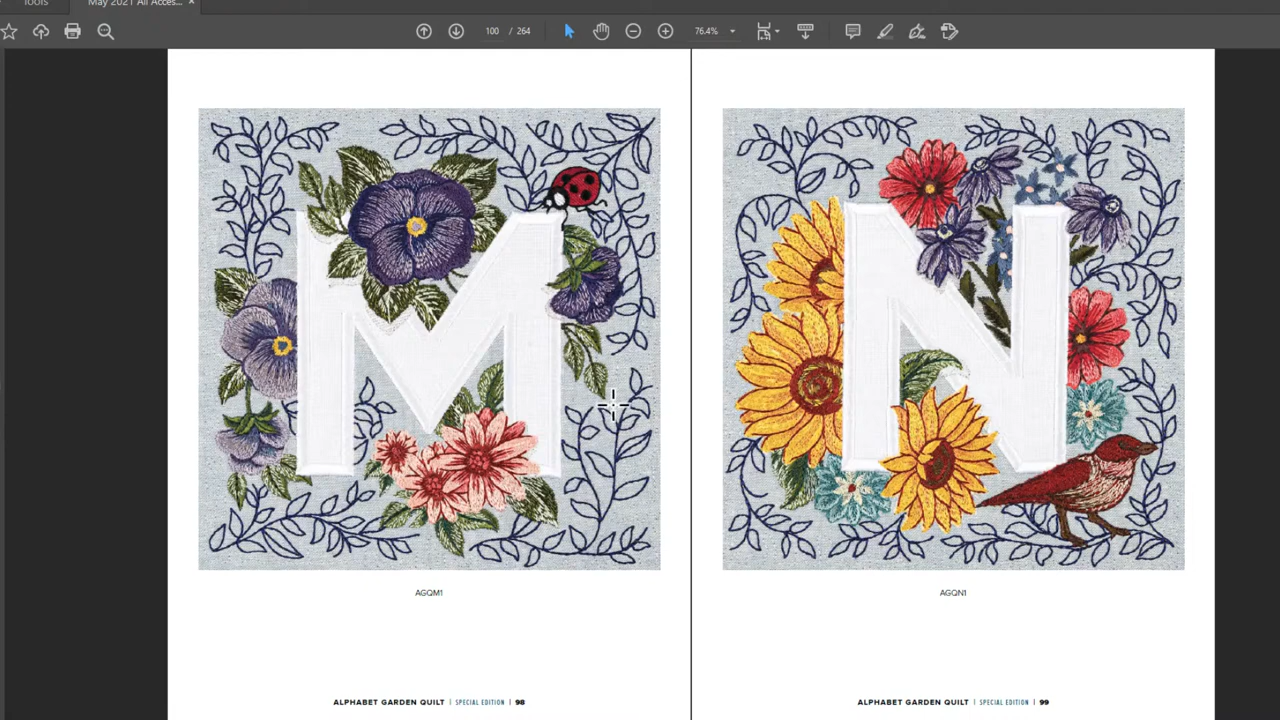 Tools
May 2021 All Acces...
100 / 264
76.4%
M
N
AGQM1
AGQN1
ALPHABET GARDEN QUILT | SPECIAL EDITION | 98
ALPHABET GARDEN QUILT | SPECIAL EDITION | 99